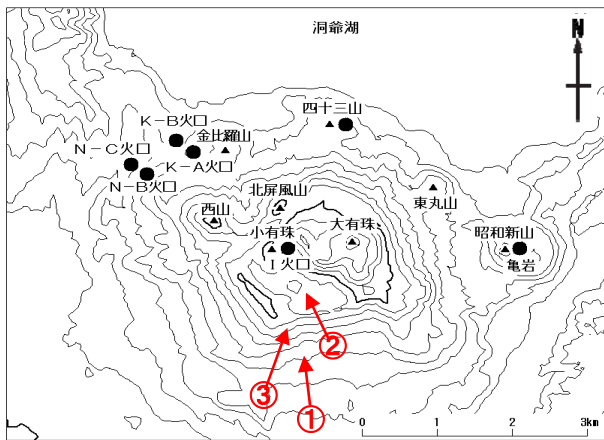 洞爺湖
N
四十三山
K－B火口
金比羅山
N－C火口
K－A火口
N－B火口
北屏風山
東丸山
西山
大有珠
小有珠
昭和新山
I火口
亀岩
②
③
①
0 1 2 3km